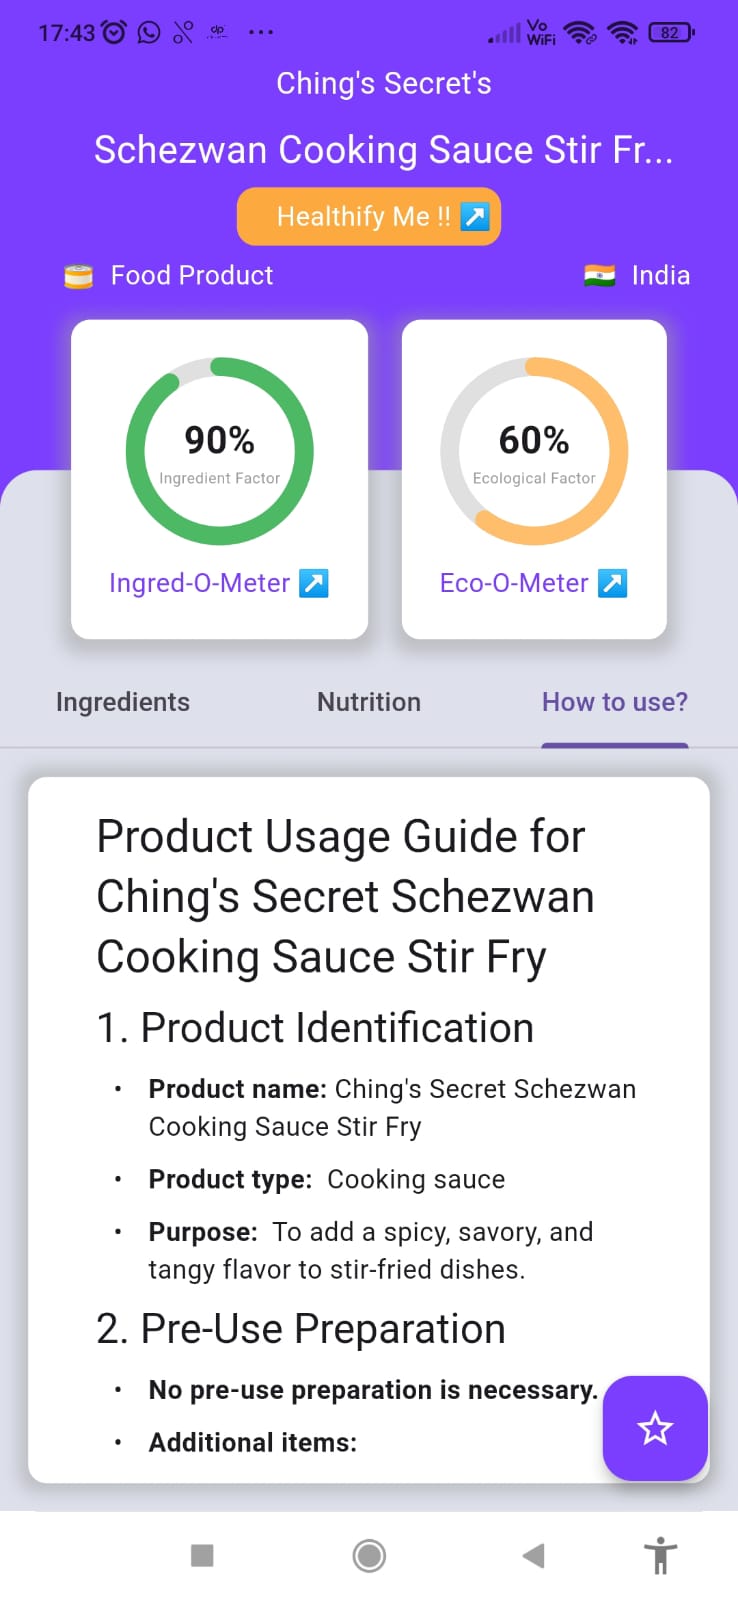 17:43
dp
Vo
WiFi
82
Ching's Secret's
Schezwan Cooking Sauce Stir Fr...
Healthify Me !!
Food Product
India
90%
Ingredient Factor
Ingred-O-Meter
60%
Ecological Factor
Eco-O-Meter
Ingredients Nutrition How to use?
Product Usage Guide for
Ching's Secret Schezwan
Cooking Sauce Stir Fry
1. Product Identification
• Product name: Ching's Secret Schezwan
Cooking Sauce Stir Fry
• Product type: Cooking sauce
• Purpose: To add a spicy, savory, and
tangy flavor to stir-fried dishes.
2. Pre-Use Preparation
• No pre-use preparation is necessary.
• Additional items: